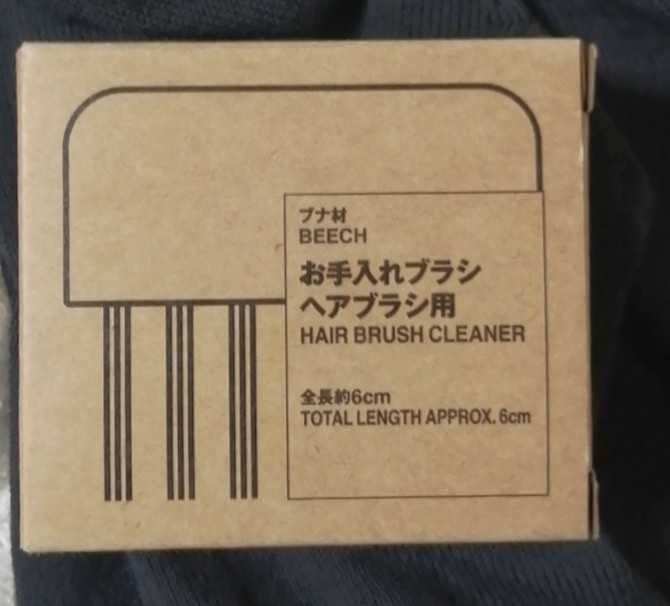 ブナ材
BEECH
お手入れブラシ
ヘアブラシ用
HAIR BRUSH CLEANER
全長約6cm
TOTAL LENGTH APPROX. 6cm